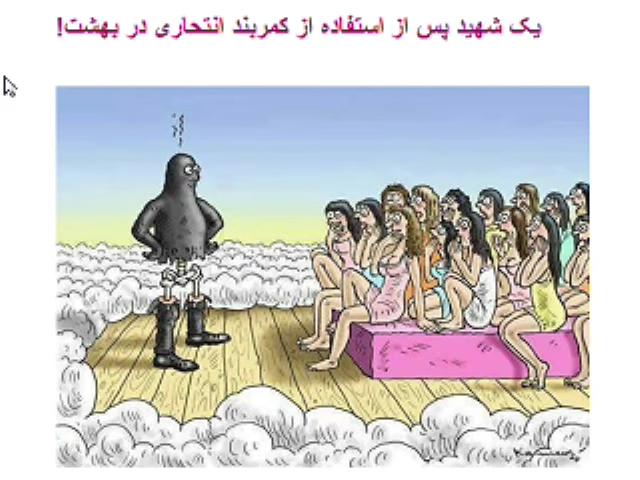 یک شهید پس از استفاده از کمربند انتحاری در بهشت!